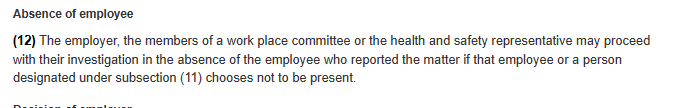 Absence of employee
(12) The employer, the members of a work place committee or the health and safety representative may proceed
with their investigation in the absence of the employee who reported the matter if that employee or a person
designated under subsection (11) chooses not to be present.